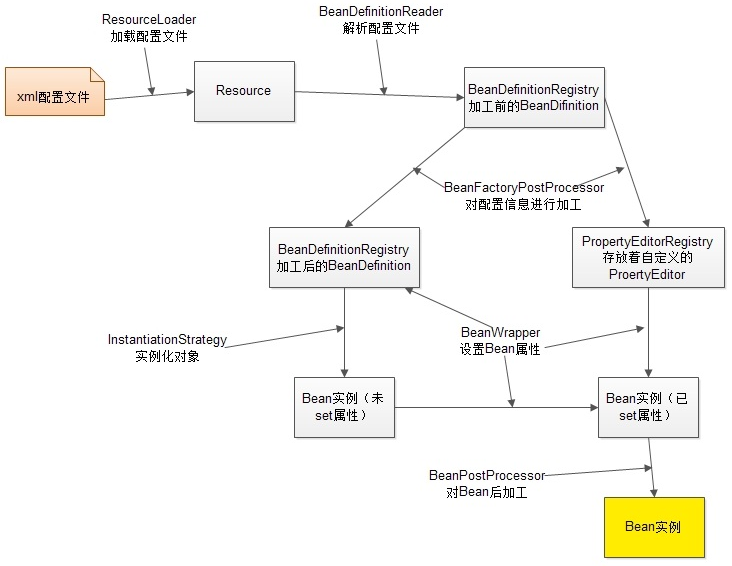 ResourceLoader
加载配置文件
BeanDefinitionReader
解析配置文件
xml配置文件
Resource
BeanDefinitionRegistry
加工前的BeanDifinition
BeanFactoryPostProcessor
对配置信息进行加工
BeanDefinitionRegistry
加工后的BeanDefinition
PropertyEditorRegistry
存放着自定义的
ProertyEditor
InstantiationStrategy
实例化对象
BeanWrapper
设置Bean属性
Bean实例（未
set属性）
Bean实例（已
set属性）
BeanPostProcessor
对Bean后加工
Bean实例